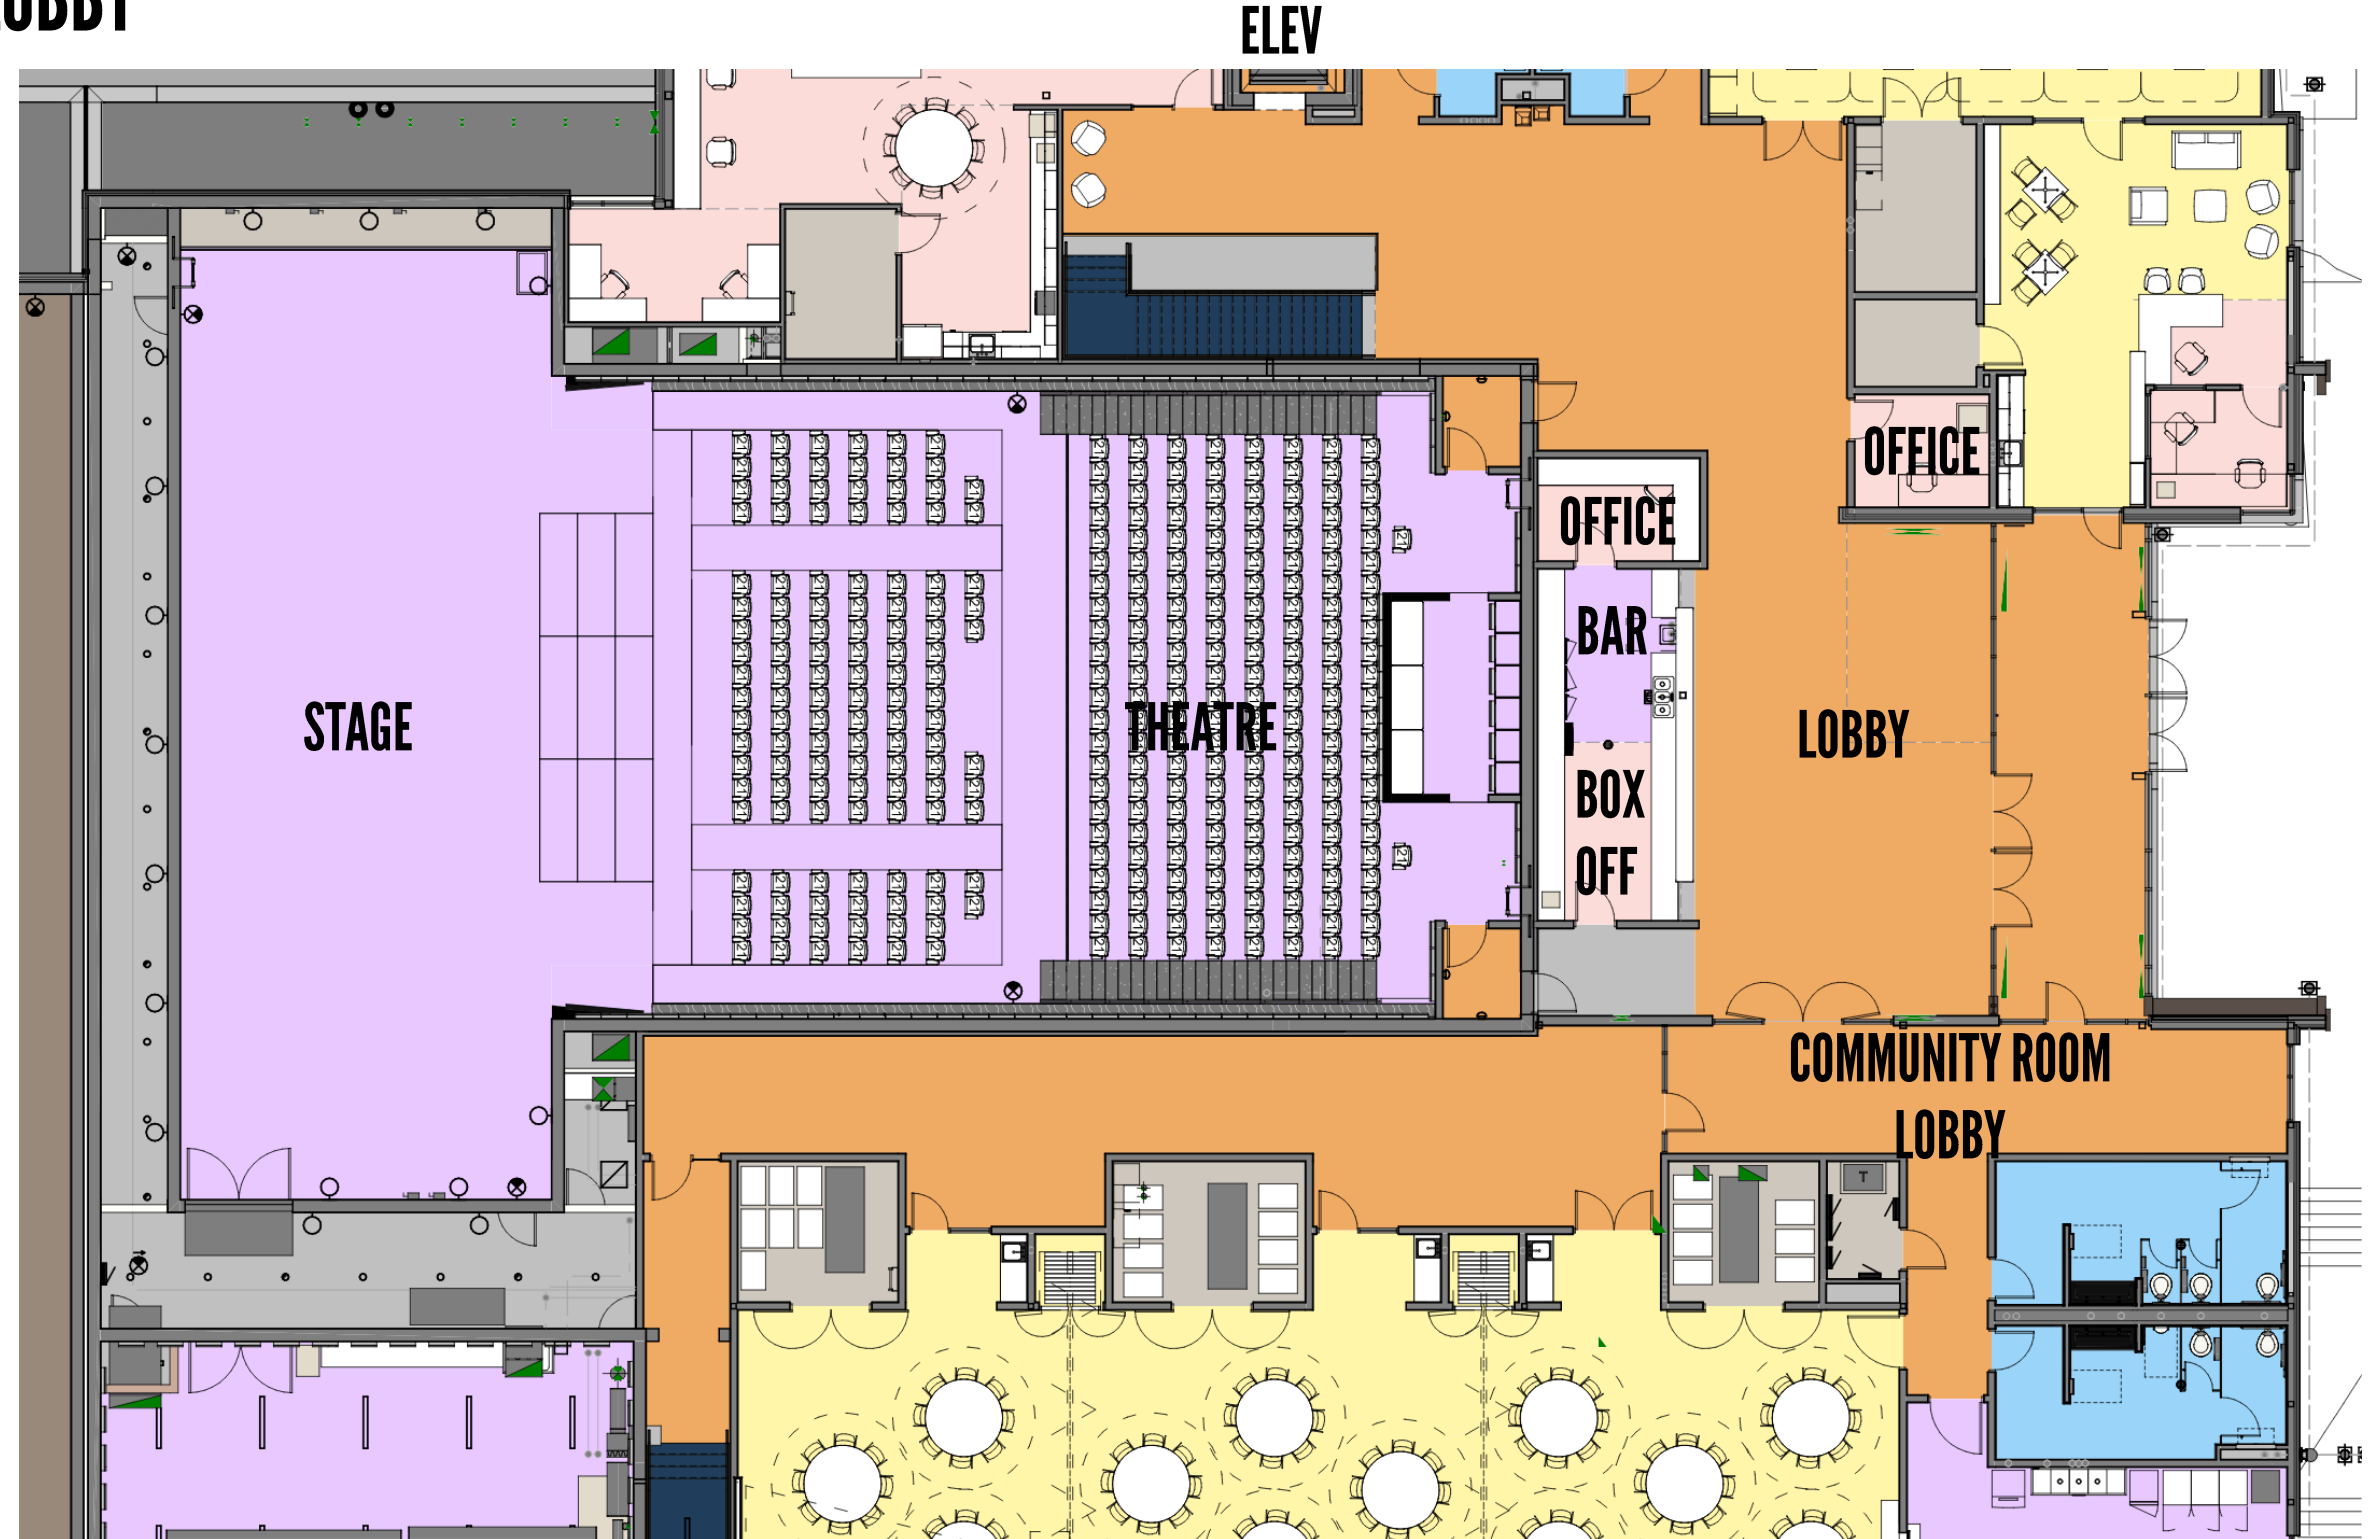 ELEV
OFFICE
OFFICE
BAR
STAGE
THEATRE
LOBBY
BOX
OFF
COMMUNITY ROOM
LOBBY
T